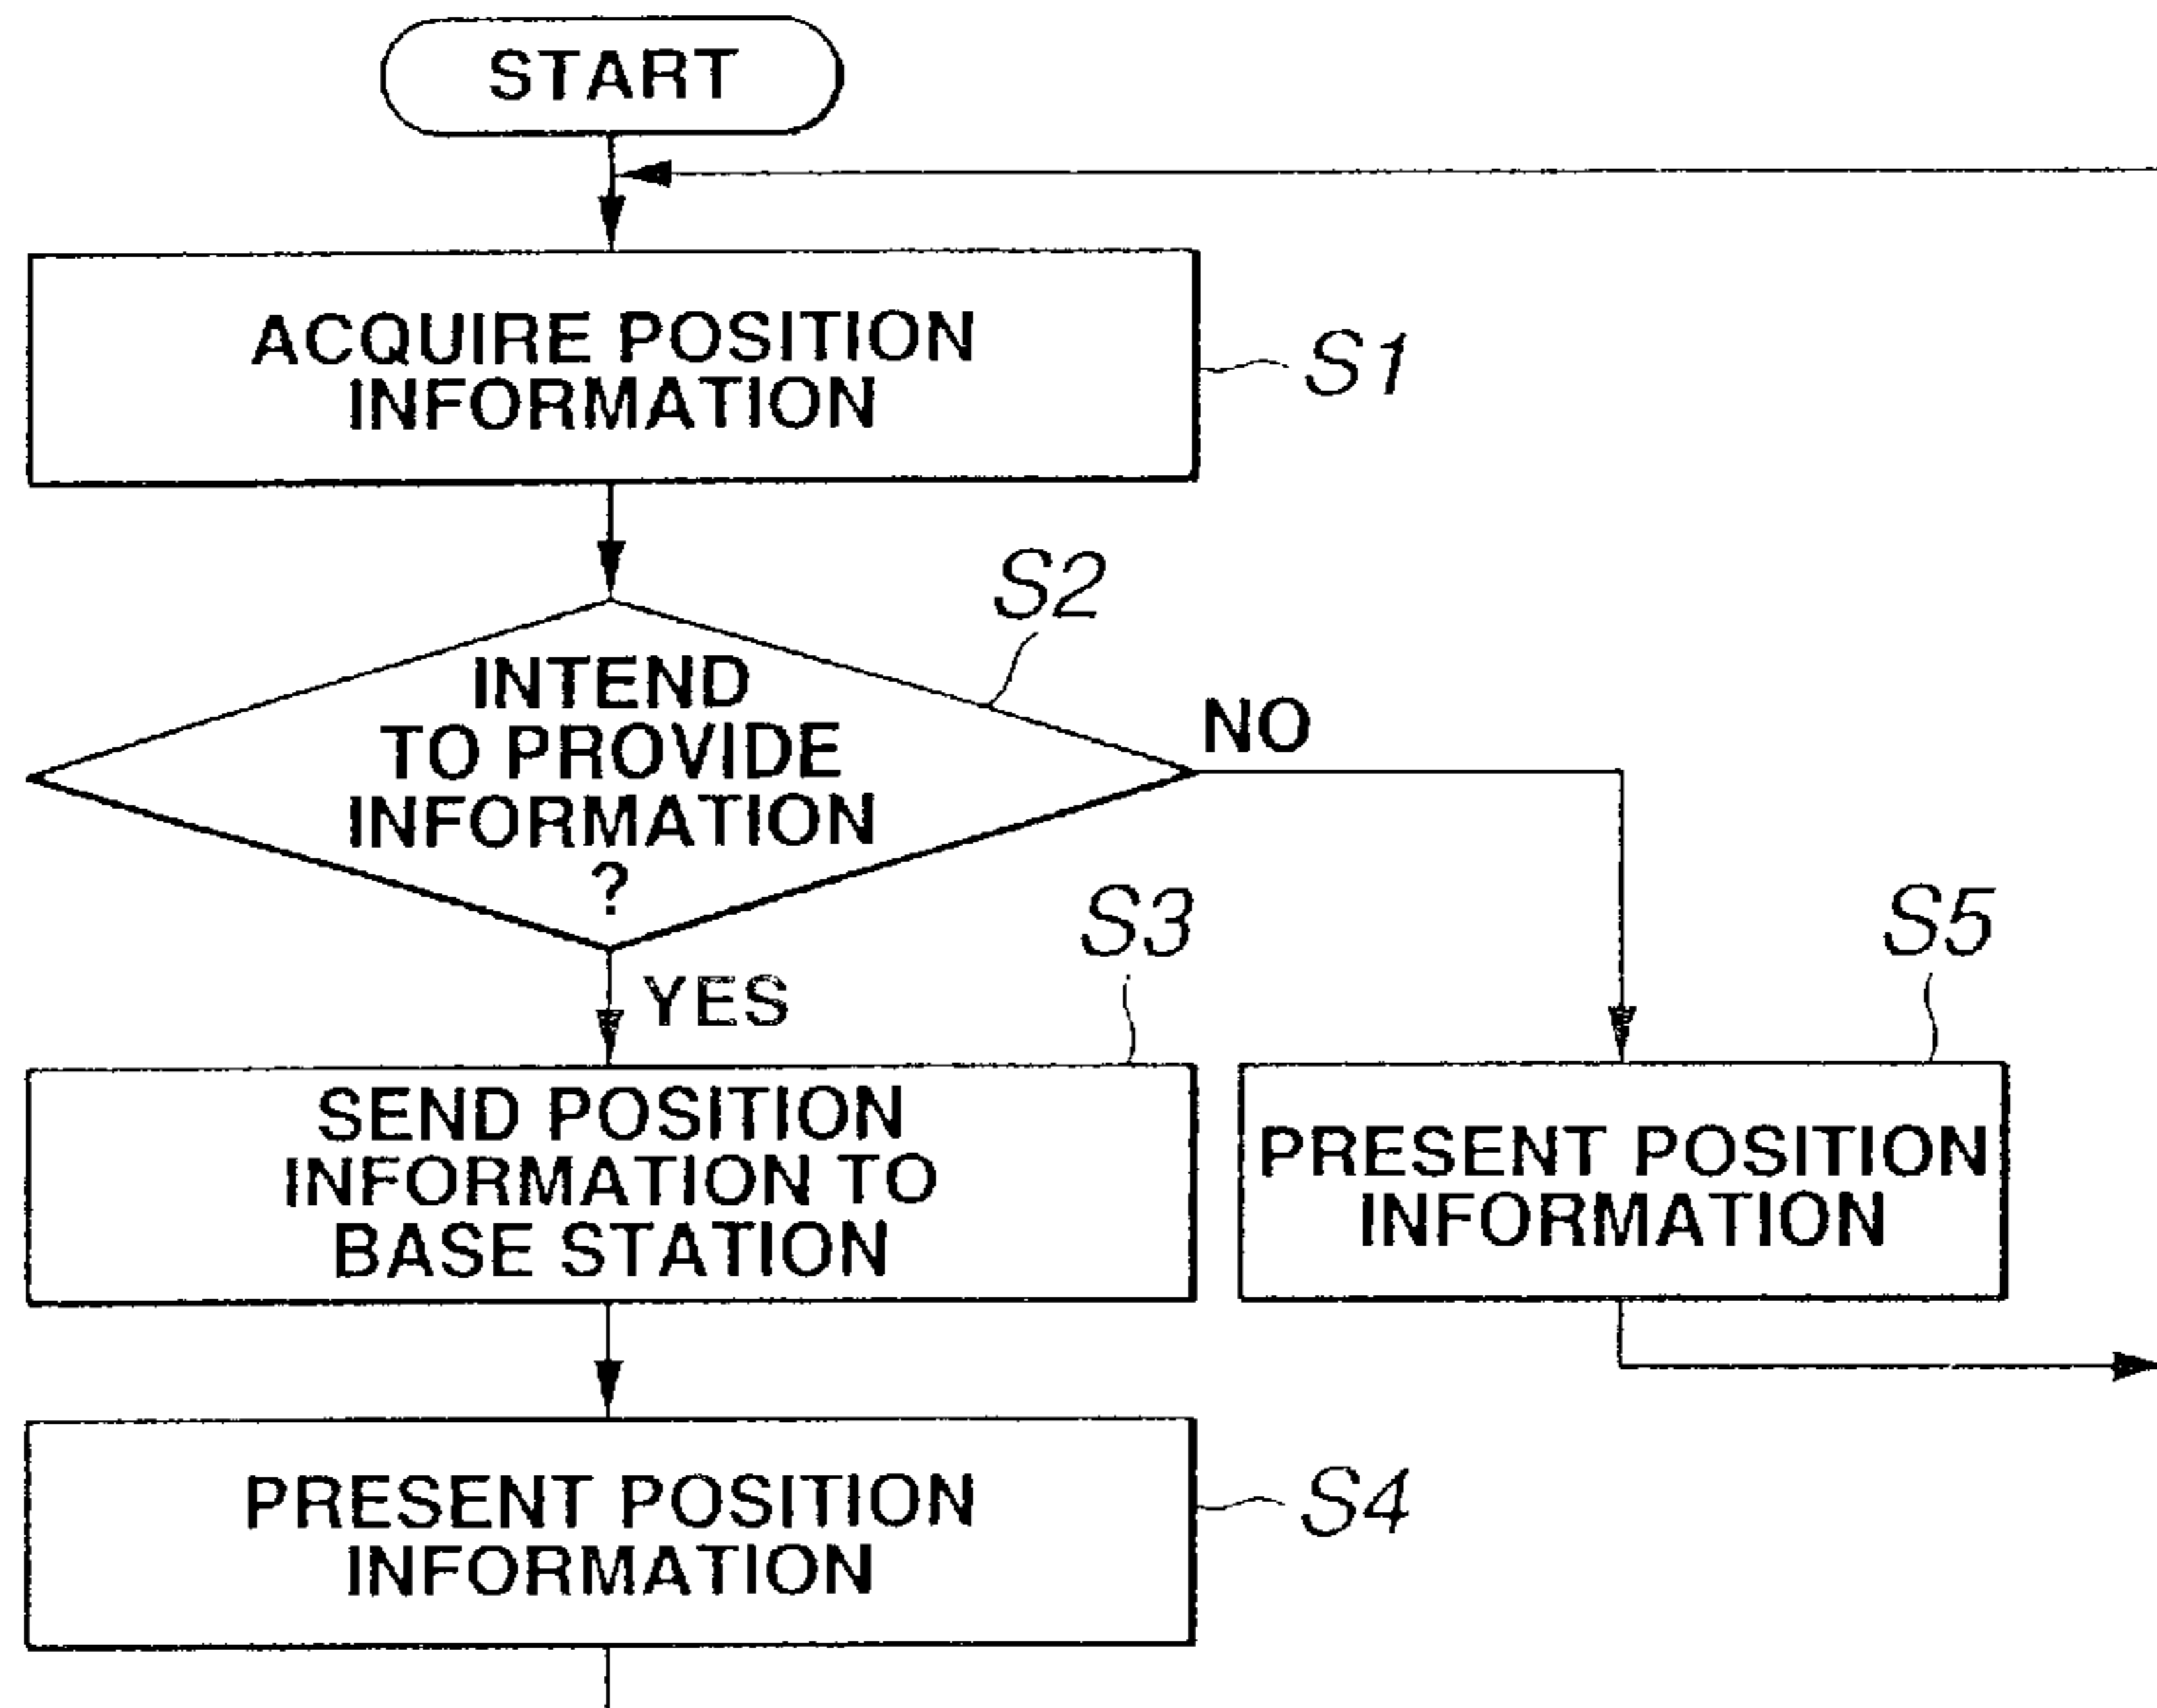 START
ACQUIRE POSITION
INFORMATION
S1
S2
INTEND
TO PROVIDE
INFORMATION
?
NO
YES
S3
SEND POSITION
INFORMATION TO
BASE STATION
S5
PRESENT POSITION
INFORMATION
PRESENT POSITION
INFORMATION
S4